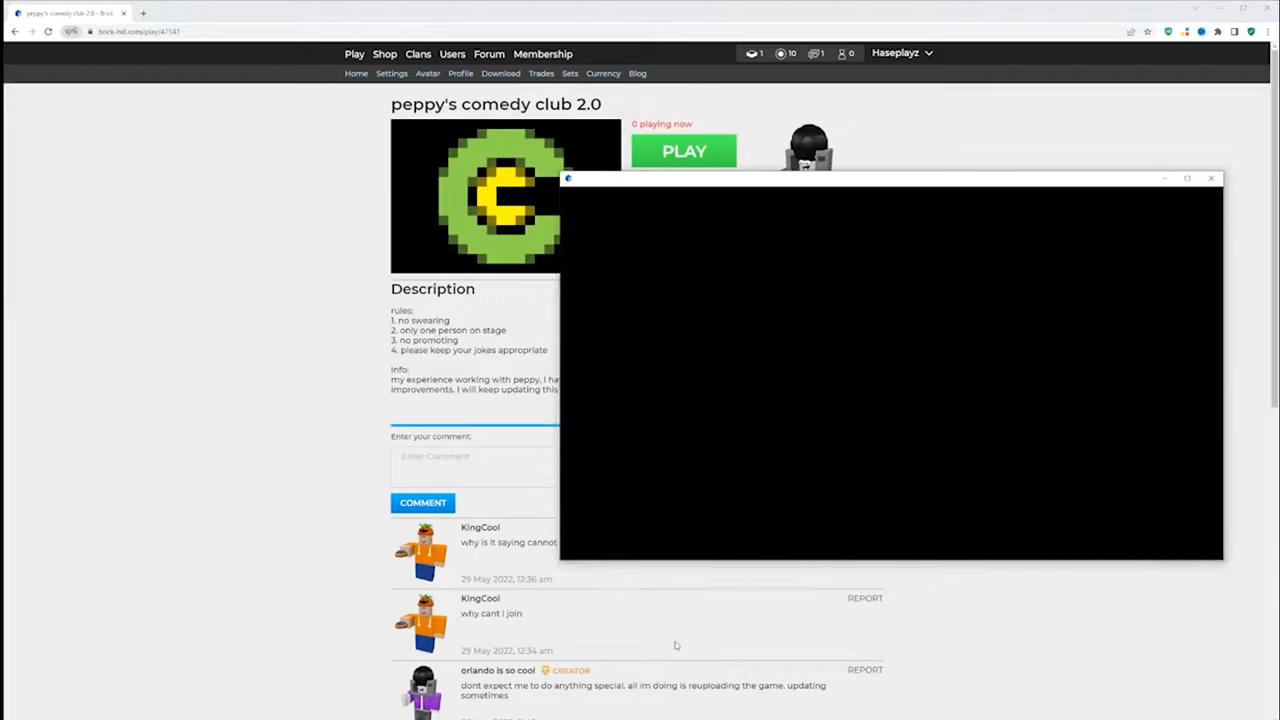 peppy's comedy club 2.0 - Brick
brick-hill.com/play/47541
Play Shop Clans Users Forum Membership
1 10 1 0
Haseplayz
Home Settings Avatar Profile Download Trades Sets Currency Blog
peppy's comedy club 2.0
0 playing now
PLAY
Description
rules:
1. no swearing
2. only one person on stage
3. no promoting
4. please keep your jokes appropriate
info:
my experience working with peppy, I ha
improvements. I will keep updating this
Enter your comment:
Enter Comment
COMMENT
KingCool
why is it saying cannot
29 May 2022, 12:36 am
KingCool
REPORT
why cant i join
29 May 2022, 12:34 am
orlando is so cool CREATOR
REPORT
dont expect me to do anything special. all im doing is reuploading the game. updating
sometimes